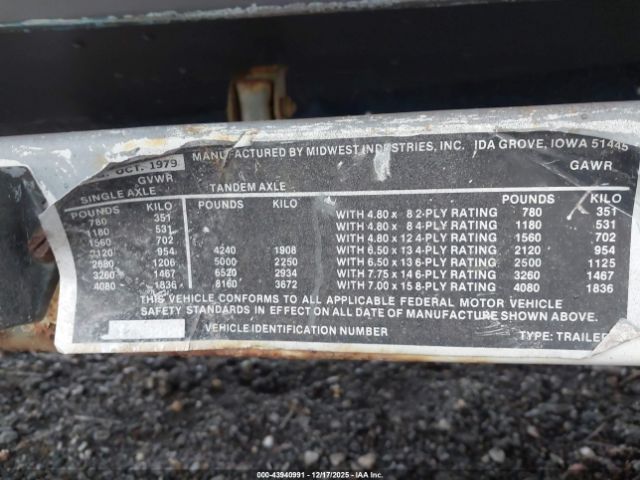 OCT. 1979 MANUFACTURED BY MIDWEST INDUSTRIES, INC. IDA GROVE, IOWA 51445
GVWR GAWR
SINGLE AXLE TANDEM AXLE
POUNDS KILO POUNDS KILO POUNDS KILO
780 351 WITH 4.80 x 8 2-PLY RATING 780 351
1180 531 WITH 4.80 x 8 4-PLY RATING 1180 531
1560 702 WITH 4.80 x 12 4-PLY RATING 1560 702
2120 954 4240 1908 WITH 6.50 x 13 4-PLY RATING 2120 954
1206 5000 2250 WITH 6.50 x 13 6-PLY RATING 2500 1125
3260 1467 6520 2934 WITH 7.75 x 14 6-PLY RATING 3260 1467
4080 1836 8160 3672 WITH 7.00 x 15 8-PLY RATING 4080 1836
THIS VEHICLE CONFORMS TO ALL APPLICABLE FEDERAL MOTOR VEHICLE
SAFETY STANDARDS IN EFFECT ON ALL DATE OF MANUFACTURE SHOWN ABOVE.
VEHICLE IDENTIFICATION NUMBER TYPE: TRAILER
000-43940991 • 12/17/2025 • IAAI.COM